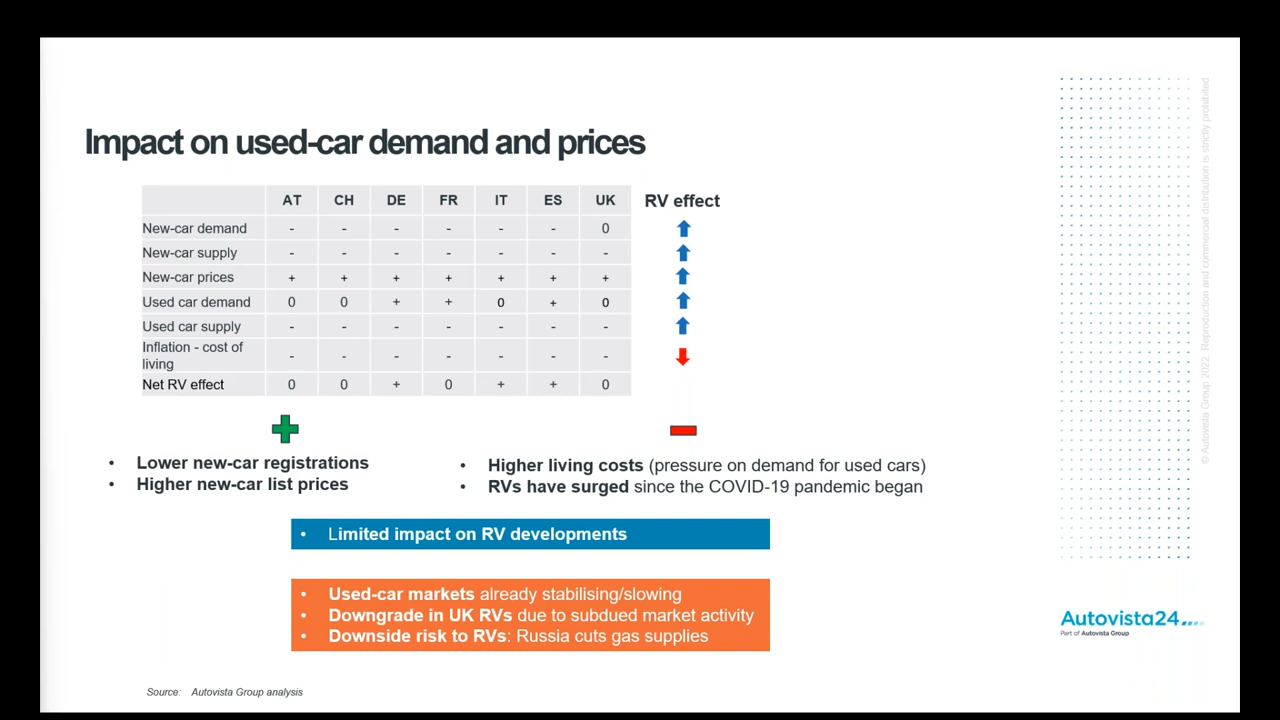 Impact on used-car demand and prices
AT CH DE FR IT ES UK RV effect
New-car demand - - - - - - 0
New-car supply - - - - - - -
New-car prices + + + + + + +
Used car demand 0 0 + + 0 + 0
Used car supply - - - - - - -
Inflation - cost of
living - - - - - - -
Net RV effect 0 0 + 0 + + 0
• Lower new-car registrations
• Higher new-car list prices
• Higher living costs (pressure on demand for used cars)
• RVs have surged since the COVID-19 pandemic began
• Limited impact on RV developments
• Used-car markets already stabilising/slowing
• Downgrade in UK RVs due to subdued market activity
• Downside risk to RVs: Russia cuts gas supplies
Source: Autovista Group analysis
© Autovista Group 2022. Reproduction and commercial distribution is strictly prohibited
Autovista24
Part of Autovista Group